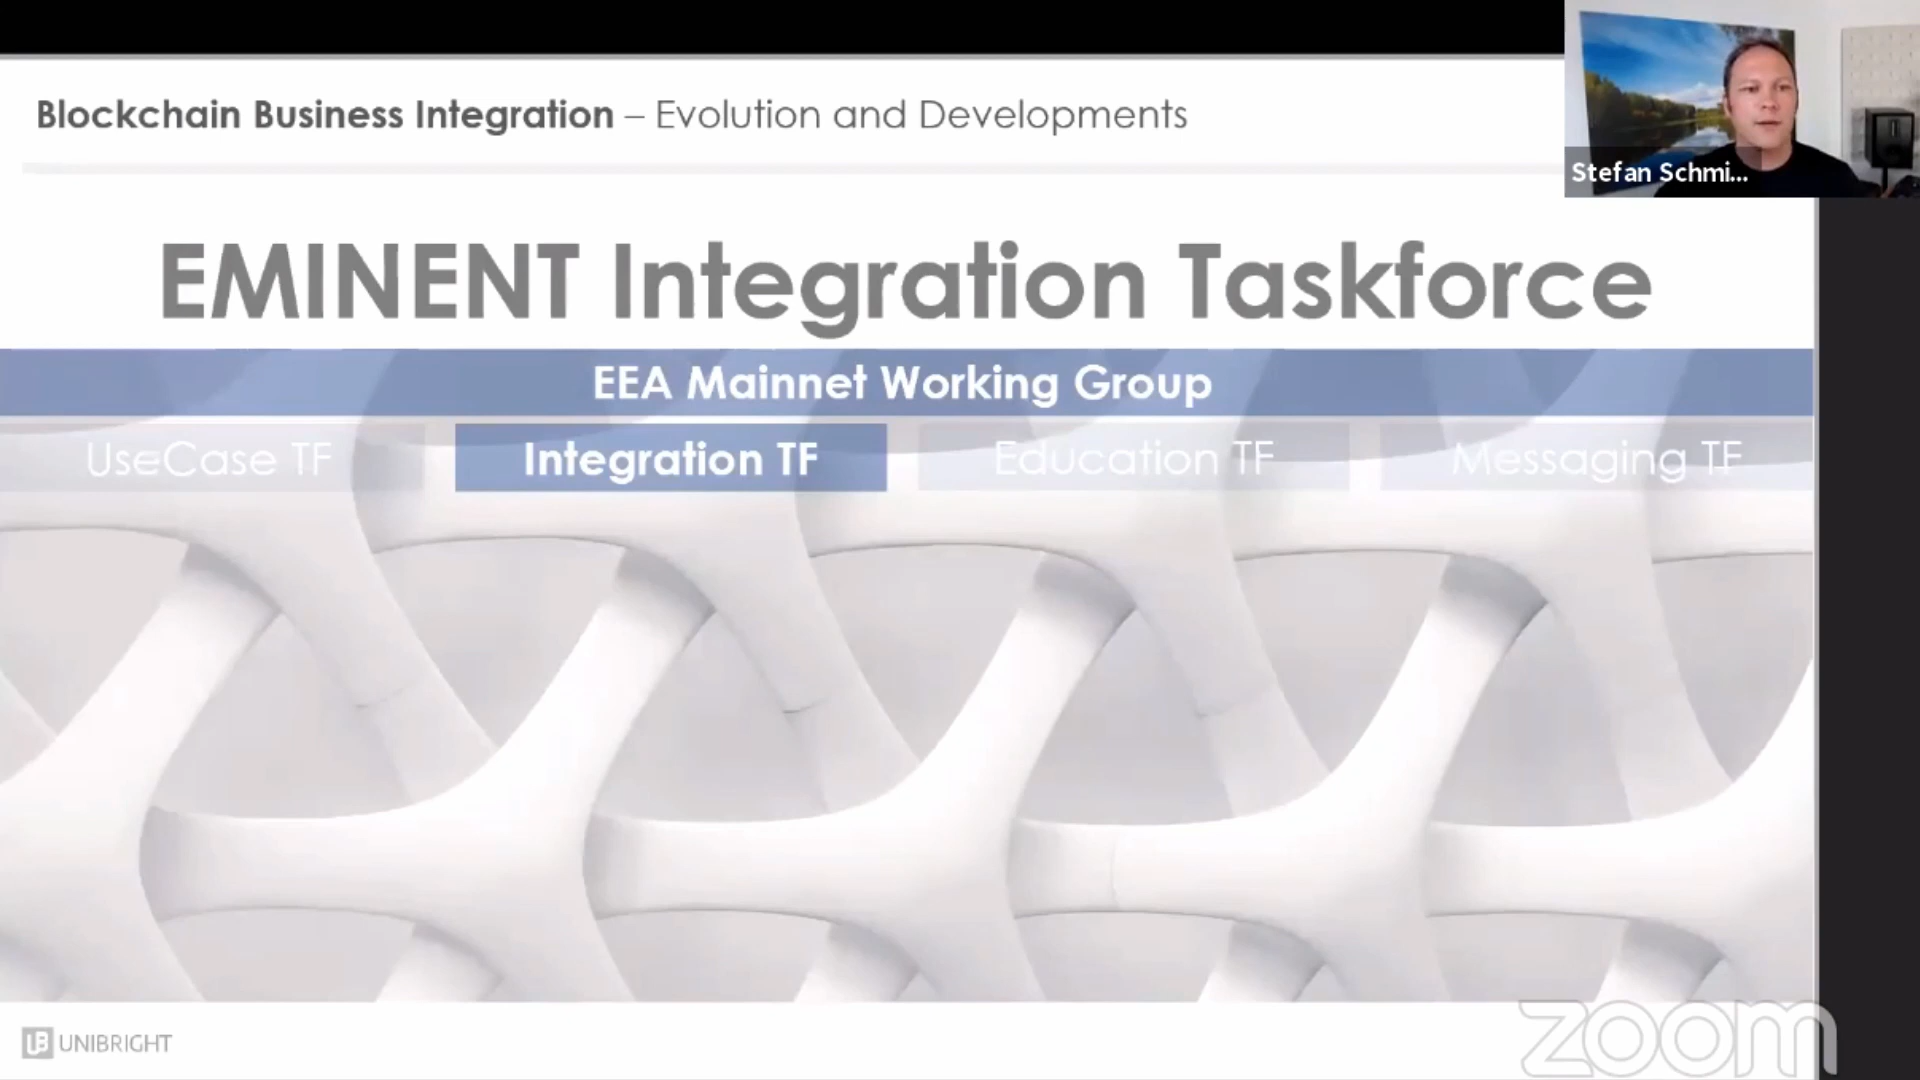 Blockchain Business Integration – Evolution and Developments
Stefan Schmi...
EMINENT Integration Taskforce
EEA Mainnet Working Group
UseCase TF
Integration TF
Education TF
Messaging TF
UB UNIBRIGHT
zoom